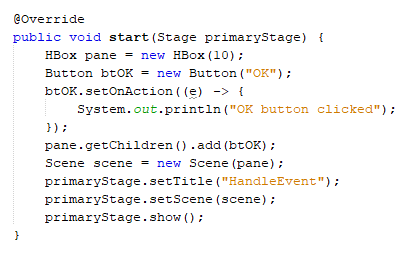 @Override
public void start(Stage primaryStage) {
    HBox pane = new HBox(10);
    Button btOK = new Button("OK");
    btOK.setOnAction((e) -> {
        System.out.println("OK button clicked");
    });
    pane.getChildren().add(btOK);
    Scene scene = new Scene(pane);
    primaryStage.setTitle("HandleEvent");
    primaryStage.setScene(scene);
    primaryStage.show();
}